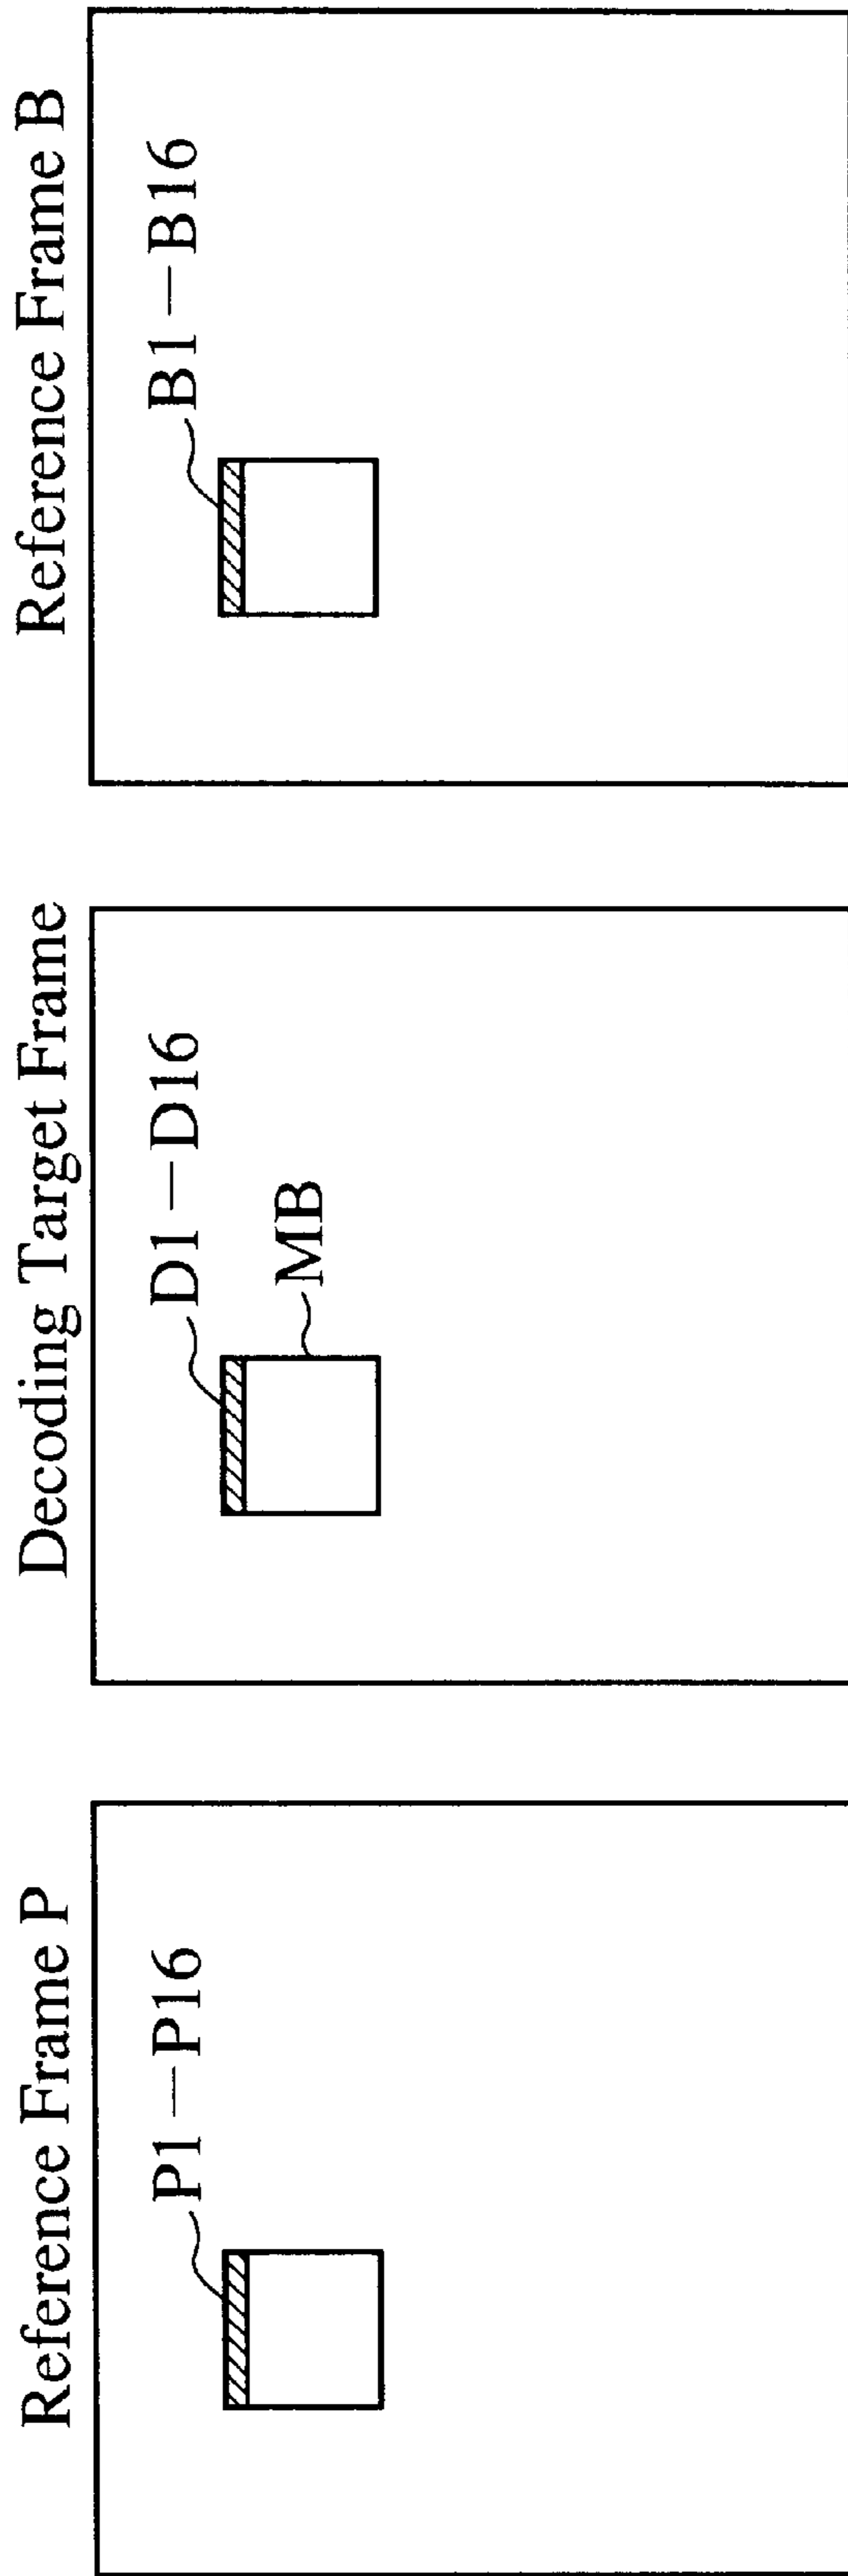 Reference Frame P
P1－P16
Decoding Target Frame
D1－D16
MB
Reference Frame B
B1－B16